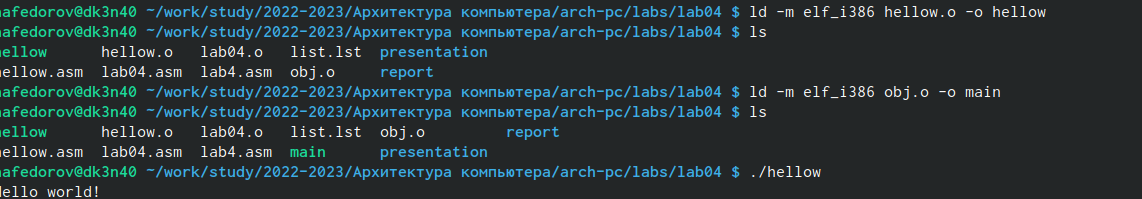 aafedorov@dk3n40 ~/work/study/2022-2023/Архитектура компьютера/arch-pc/labs/lab04 $ ld -m elf_i386 hellow.o -o hellow
aafedorov@dk3n40 ~/work/study/2022-2023/Архитектура компьютера/arch-pc/labs/lab04 $ ls
hellow hellow.o lab04.o list.lst presentation
hellow.asm lab04.asm lab4.asm obj.o report
aafedorov@dk3n40 ~/work/study/2022-2023/Архитектура компьютера/arch-pc/labs/lab04 $ ld -m elf_i386 obj.o -o main
aafedorov@dk3n40 ~/work/study/2022-2023/Архитектура компьютера/arch-pc/labs/lab04 $ ls
hellow hellow.o lab04.o list.lst obj.o report
hellow.asm lab04.asm lab4.asm main presentation
aafedorov@dk3n40 ~/work/study/2022-2023/Архитектура компьютера/arch-pc/labs/lab04 $ ./hellow
Hello world!